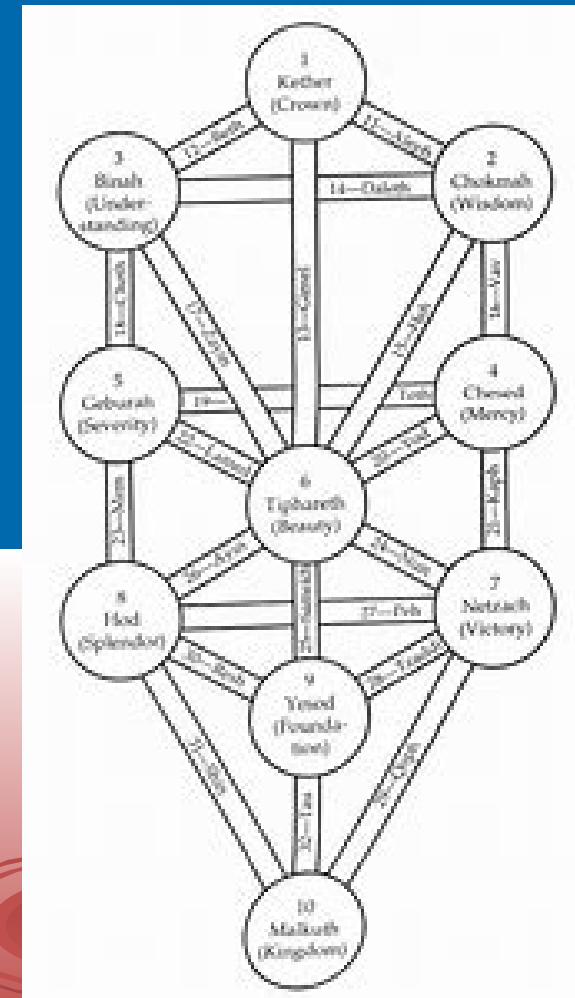 1
Kether
(Crown)
12—Beth
11—Aleph
3
Binah
(Under-
standing)
2
Chokmah
(Wisdom)
14—Daleth
18—Cheth
17—Zayin
13—Gimel
15—Heh
16—Vav
5
Geburah
(Severity)
4
Chesed
(Mercy)
19—
Teth
22—Lamed
20—Yod
6
Tiphareth
(Beauty)
23—Mem
21—Kaph
26—Ayin
24—Nun
8
Hod
(Splendor)
7
Netzach
(Victory)
25—Samekh
27—Peh
30—Resh
28—Tzaddi
9
Yesod
(Founda-
tion)
31—Shin
32—Tau
29—Qoph
10
Malkuth
(Kingdom)